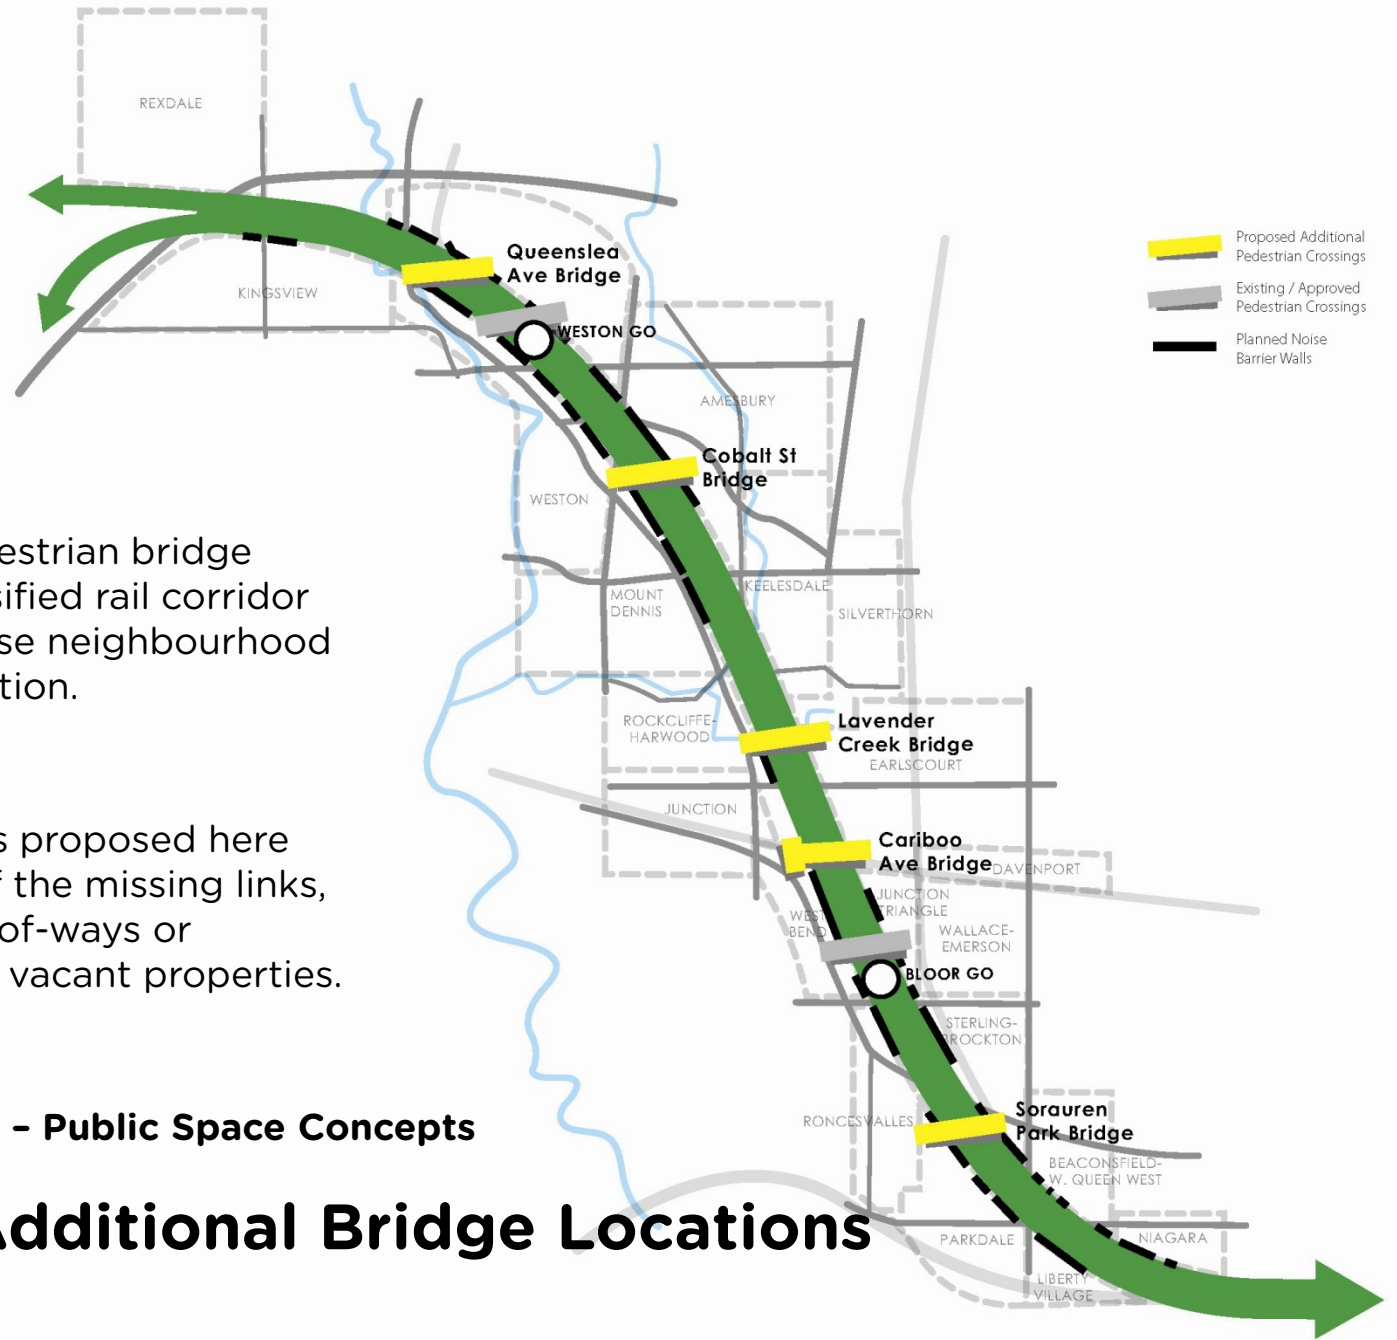 REXDALE
Queenslea
Ave Bridge
Proposed Additional
Pedestrian Crossings
Existing / Approved
Pedestrian Crossings
Planned Noise
Barrier Walls
KINGSVIEW
WESTON GO
AMESBURY
Cobalt St
Bridge
WESTON
estrian bridge
sified rail corridor
se neighbourhood
tion.
KEELESDALE
MOUNT
DENNIS
SILVERTHORN
ROCKCLIFFE-
HARWOOD
Lavender
Creek Bridge
EARLSCOURT
JUNCTION
s proposed here
f the missing links,
of-ways or
vacant properties.
Cariboo
Ave Bridge
DAVENPORT
JUNCTION
TRIANGLE
WEST
BEND
WALLACE-
EMERSON
BLOOR GO
STERLING-
BROCKTON
– Public Space Concepts
RONCESVALLES
Sorauren
Park Bridge
BEACONSFIELD-
W. QUEEN WEST
Additional Bridge Locations
PARKDALE
NIAGARA
LIBERTY
VILLAGE